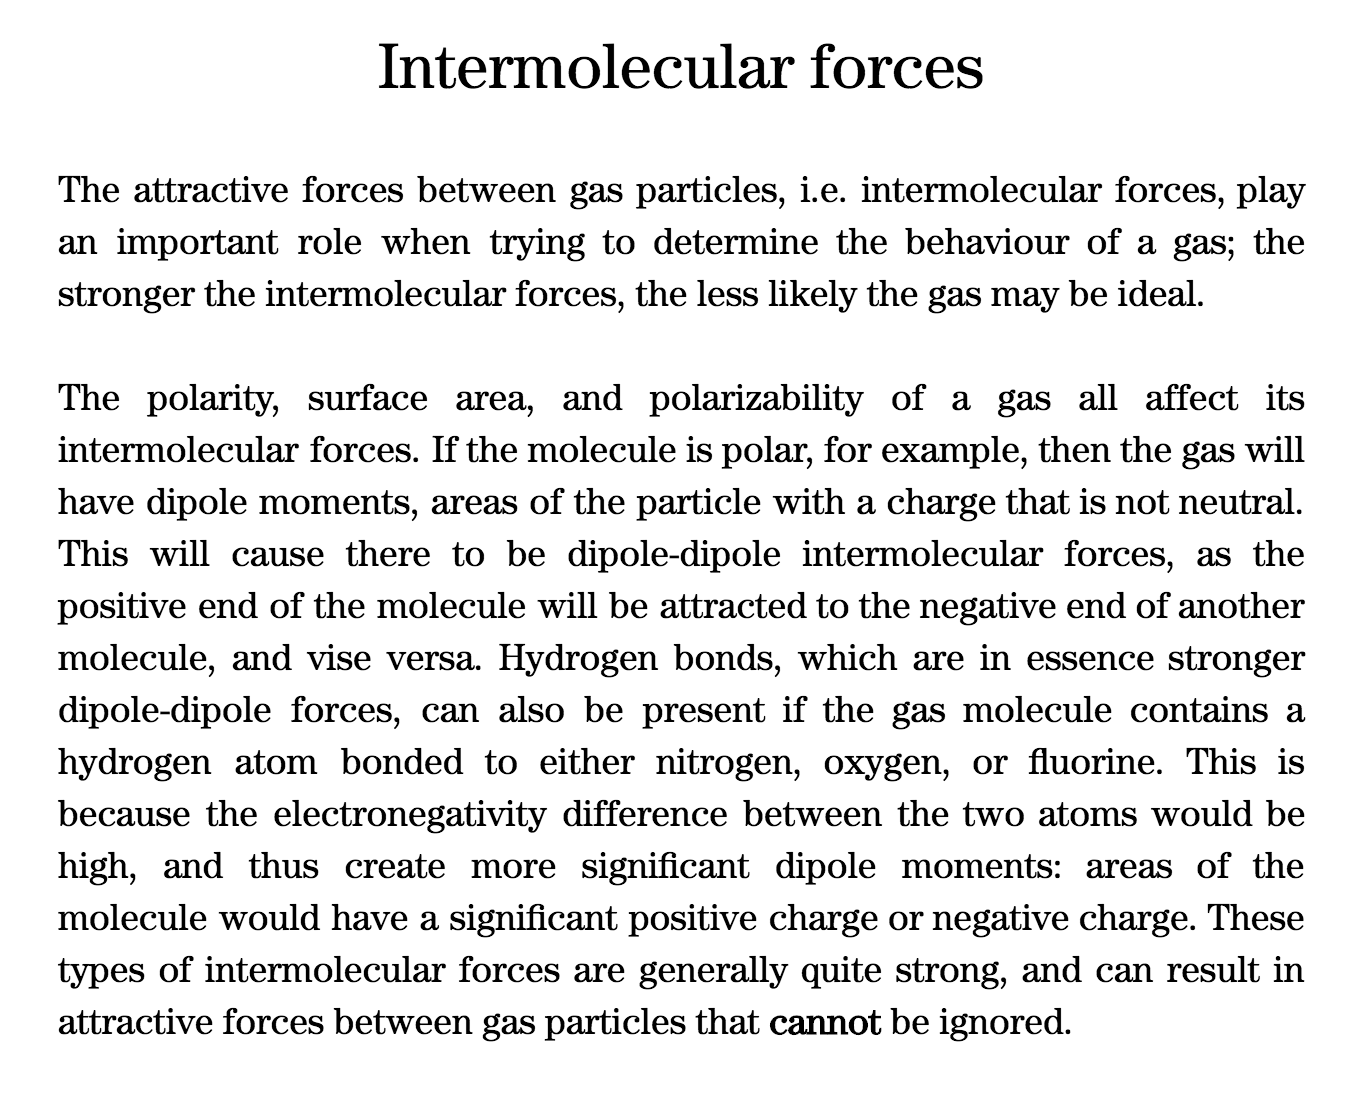 Intermolecular forces
The attractive forces between gas particles, i.e. intermolecular forces, play
an important role when trying to determine the behaviour of a gas; the
stronger the intermolecular forces, the less likely the gas may be ideal.
The polarity, surface area, and polarizability of a gas all affect its
intermolecular forces. If the molecule is polar, for example, then the gas will
have dipole moments, areas of the particle with a charge that is not neutral.
This will cause there to be dipole-dipole intermolecular forces, as the
positive end of the molecule will be attracted to the negative end of another
molecule, and vise versa. Hydrogen bonds, which are in essence stronger
dipole-dipole forces, can also be present if the gas molecule contains a
hydrogen atom bonded to either nitrogen, oxygen, or fluorine. This is
because the electronegativity difference between the two atoms would be
high, and thus create more significant dipole moments: areas of the
molecule would have a significant positive charge or negative charge. These
types of intermolecular forces are generally quite strong, and can result in
attractive forces between gas particles that cannot be ignored.